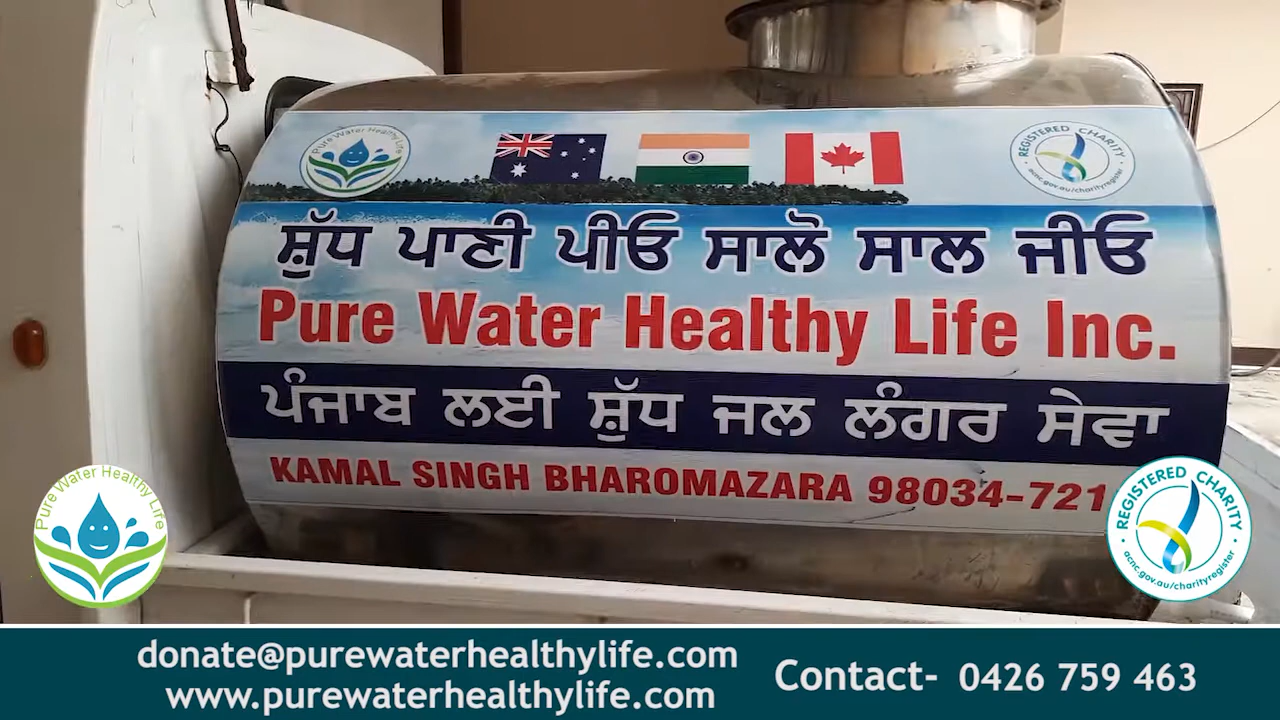 Pure Water Healthy Life
REGISTERED CHARITY
acnc.gov.au/charityregister
ਸ਼ੁੱਧ ਪਾਣੀ ਪੀਓ ਸਾਲੋ ਸਾਲ ਜੀਓ
Pure Water Healthy Life Inc.
ਪੰਜਾਬ ਲਈ ਸ਼ੁੱਧ ਜਲ ਲੰਗਰ ਸੇਵਾ
KAMAL SINGH BHAROMAZARA 98034-721
Pure Water Healthy Life
REGISTERED CHARITY
acnc.gov.au/charityregister
donate@purewaterhealthylife.com
www.purewaterhealthylife.com
Contact- 0426 759 463